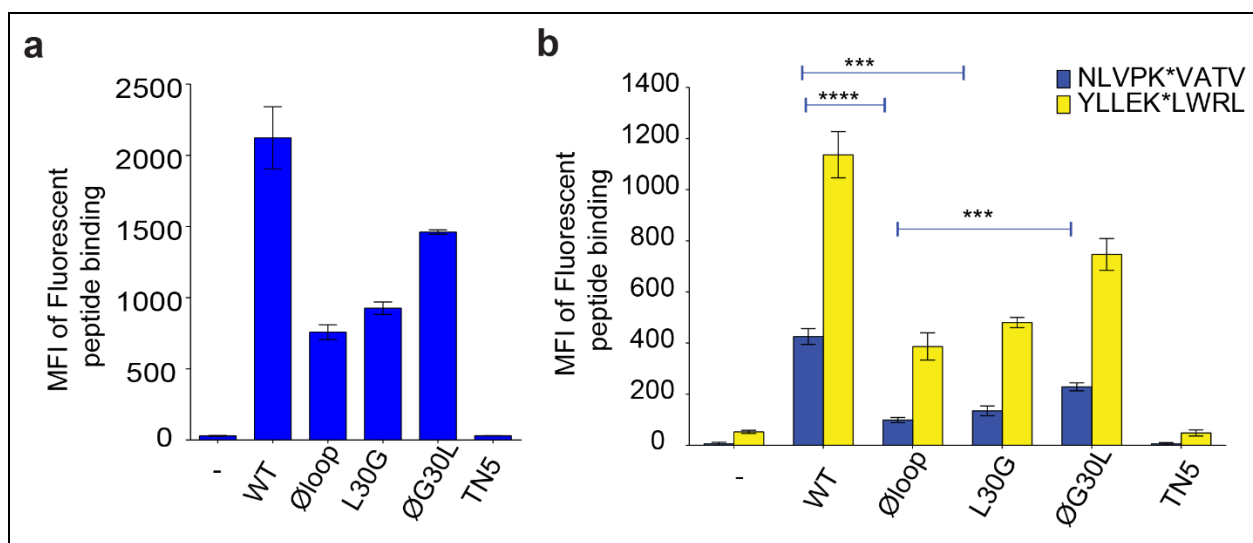 a
MFI of Fluorescent
peptide binding
2500
2000
1500
1000
500
0
-
WT
Øloop
L30G
ØG30L
TN5
b
MFI of Fluorescent
peptide binding
1400
1200
1000
800
600
400
200
0
***
****
***
NLVPK*VATV
YLLEK*LWRL
-
WT
Øloop
L30G
ØG30L
TN5